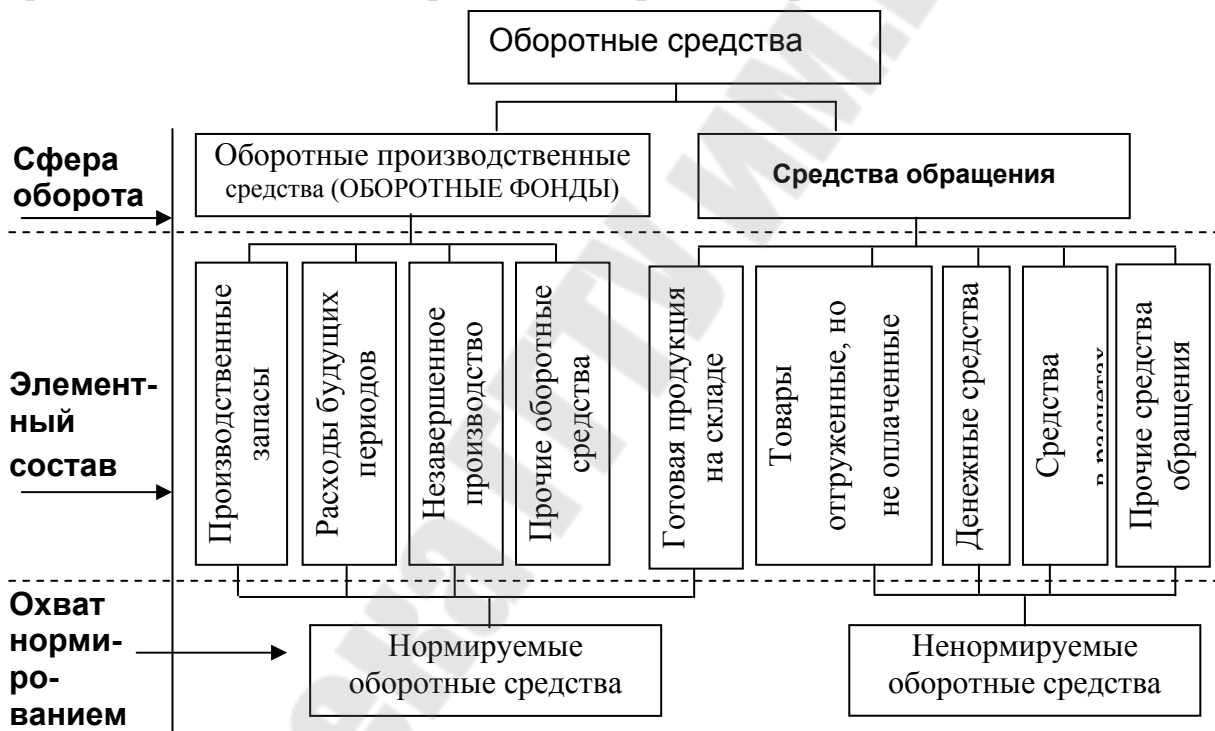 Оборотные средства
Сфера
оборота
Оборотные производственные
средства (ОБОРОТНЫЕ ФОНДЫ)
Средства обращения
Элемент-
ный
состав
Производственные
запасы
Расходы будущих
периодов
Незавершенное
производство
Прочие оборотные
средства
Готовая продукция
на складе
Товары
отгруженные, но
не оплаченные
Денежные средства
Средства
в расчетах
Прочие средства
обращения
Охват
норми-
ро-
ванием
Нормируемые
оборотные средства
Ненормируемые
оборотные средства